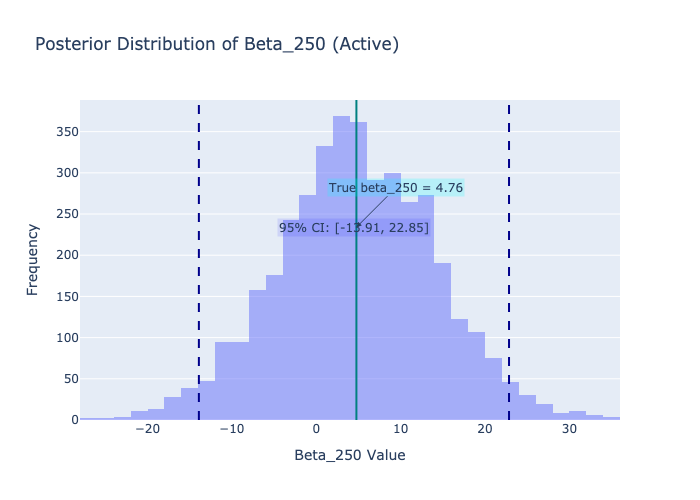 Posterior Distribution of Beta_250 (Active)
350
300
250
200
150
100
50
0
Frequency
True beta_250 = 4.76
95% CI: [-13.91, 22.85]
−20
−10
0
10
20
30
Beta_250 Value